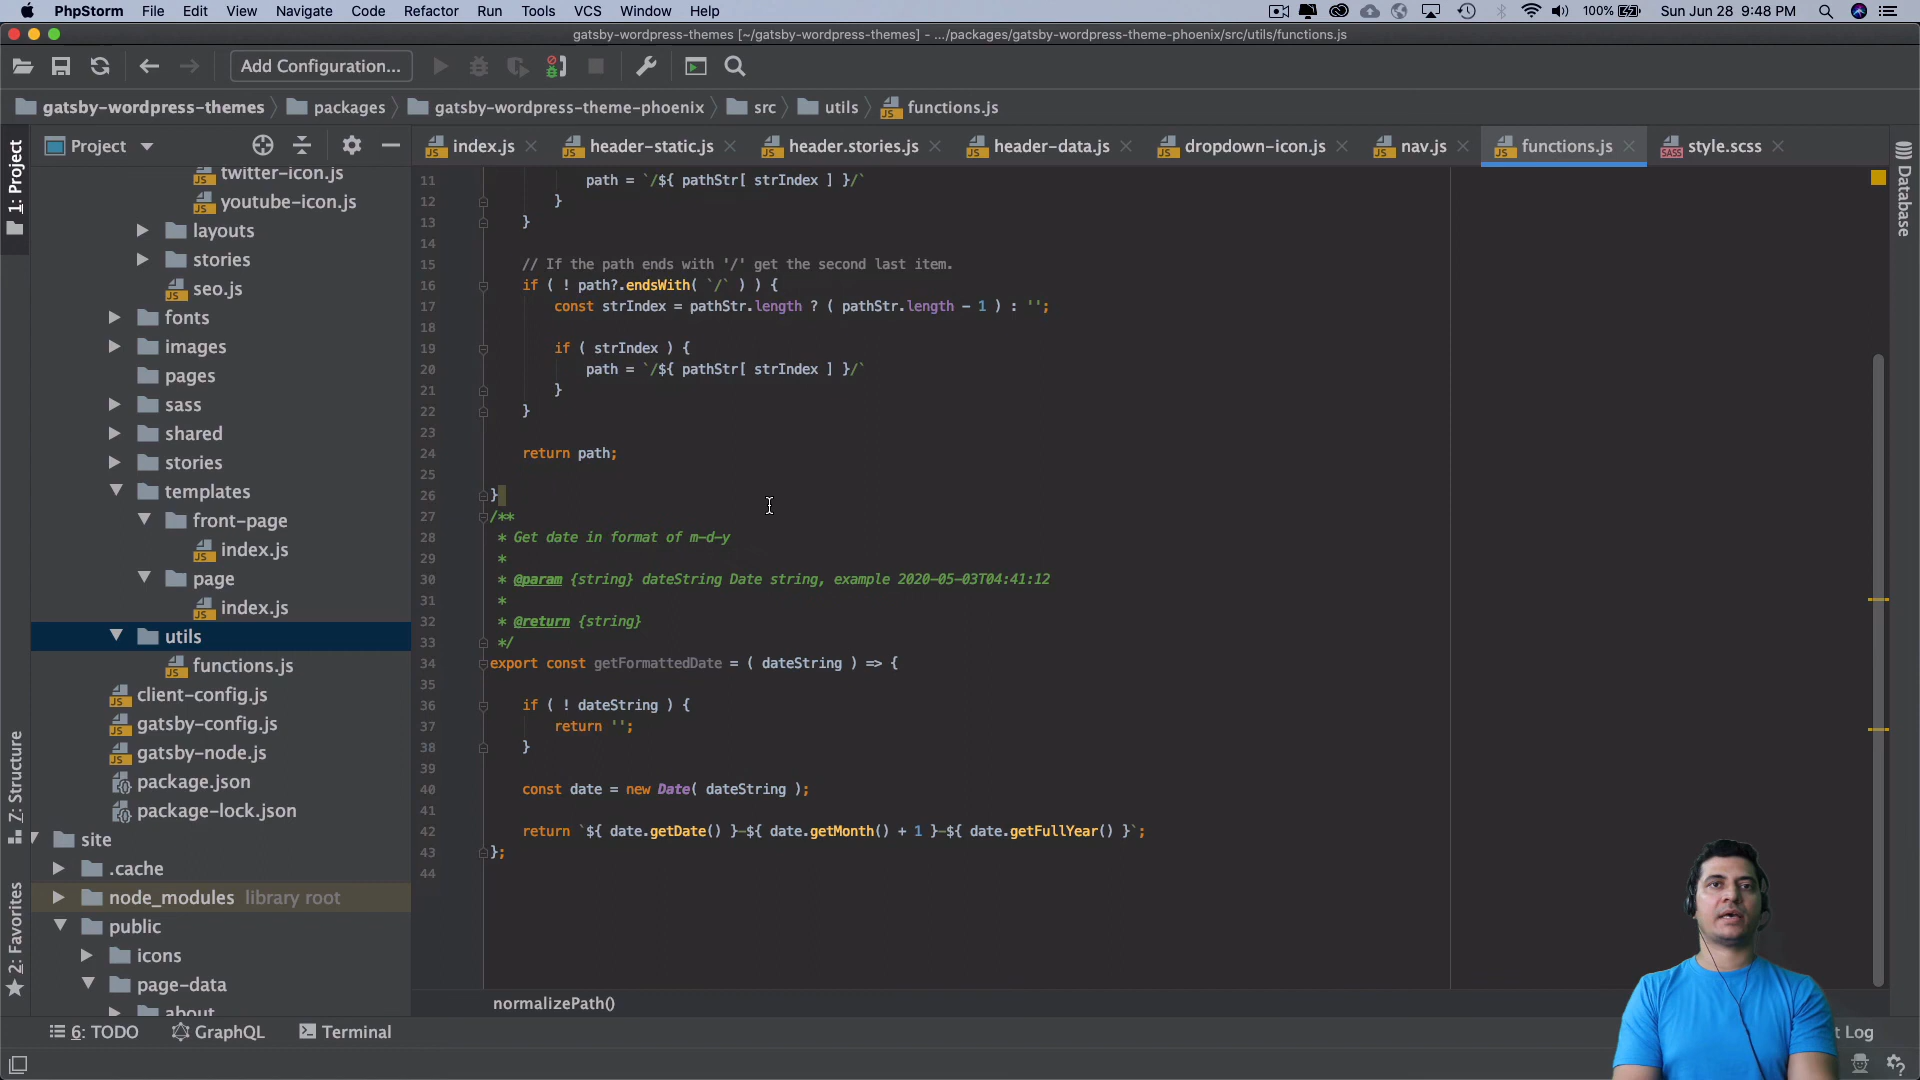 PhpStorm File Edit View Navigate Code Refactor Run Tools VCS Window Help 100% Sun Jun 28 9:48 PM
gatsby-wordpress-themes [~/gatsby-wordpress-themes] - .../packages/gatsby-wordpress-theme-phoenix/src/utils/functions.js
Add Configuration...
gatsby-wordpress-themes packages gatsby-wordpress-theme-phoenix src utils functions.js
Project
index.js header-static.js header.stories.js header-data.js dropdown-icon.js nav.js functions.js style.scss
1: Project
Z: Structure
2: Favorites
Database
twitter-icon.js
youtube-icon.js
layouts
stories
seo.js
fonts
images
pages
sass
shared
stories
templates
front-page
index.js
page
index.js
utils
functions.js
client-config.js
gatsby-config.js
gatsby-node.js
package.json
package-lock.json
site
.cache
node_modules library root
public
icons
page-data
about
11 path = `/${ pathStr[ strIndex ] }/`
12 }
13 }
14
15 // If the path ends with '/' get the second last item.
16 if ( ! path?.endsWith( `/` ) ) {
17 const strIndex = pathStr.length ? ( pathStr.length - 1 ) : '';
18
19 if ( strIndex ) {
20 path = `/${ pathStr[ strIndex ] }/`
21 }
22 }
23
24 return path;
25
26 }
27 /**
28 * Get date in format of m-d-y
29 *
30 * @param {string} dateString Date string, example 2020-05-03T04:41:12
31 *
32 * @return {string}
33 */
34 export const getFormattedDate = ( dateString ) => {
35
36 if ( ! dateString ) {
37 return '';
38 }
39
40 const date = new Date( dateString );
41
42 return `${ date.getDate() }-${ date.getMonth() + 1 }-${ date.getFullYear() }`;
43 };
44
normalizePath()
6: TODO GraphQL Terminal t Log